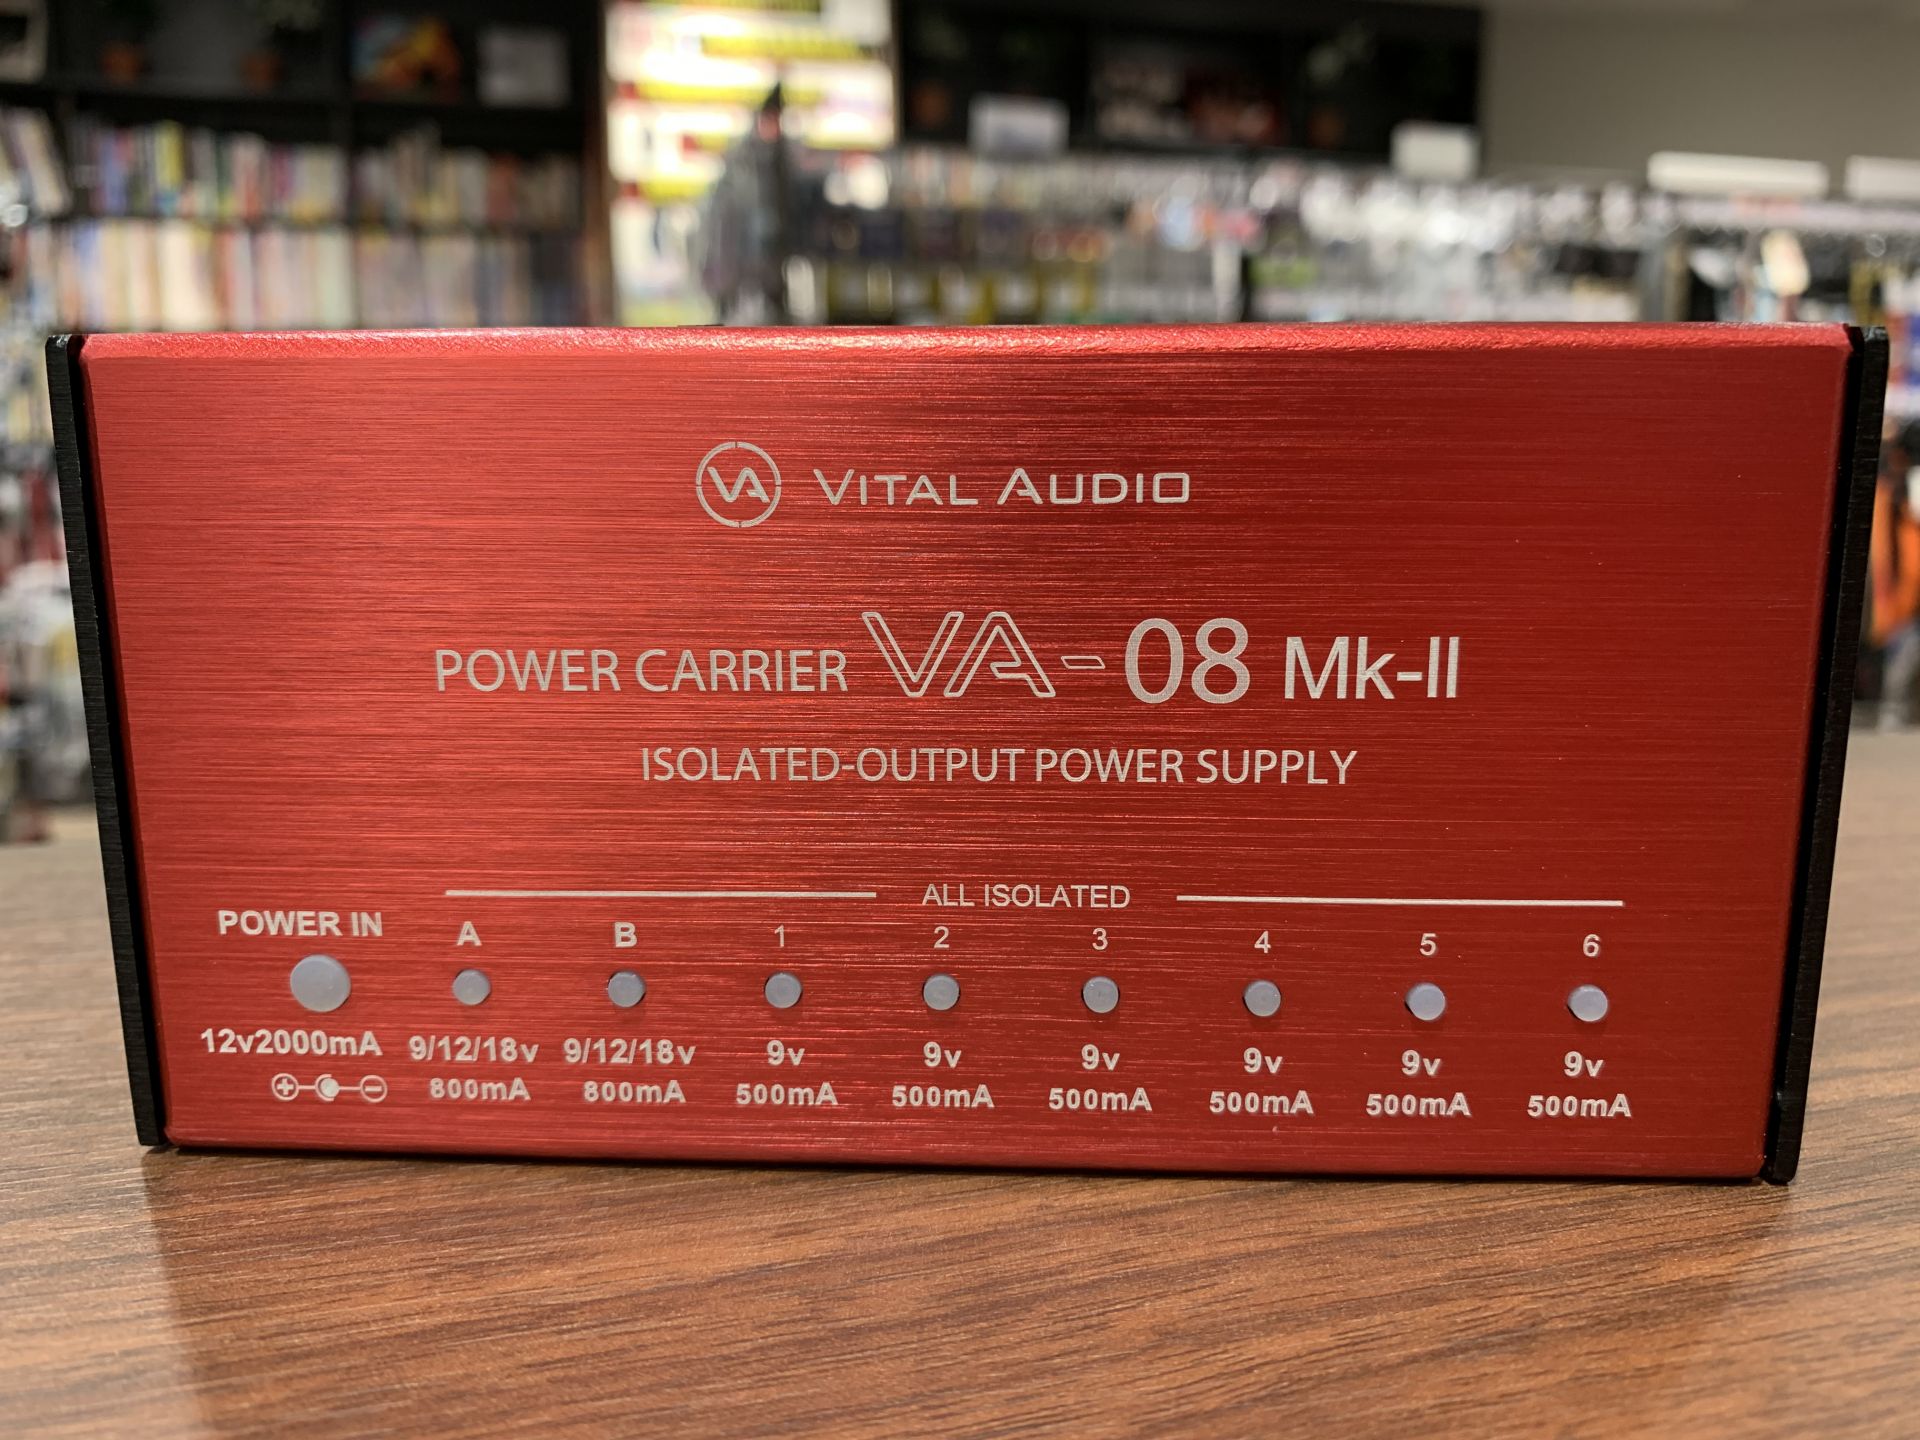 VA VITAL AUDIO
POWER CARRIER VA-08 Mk-II
ISOLATED-OUTPUT POWER SUPPLY
ALL ISOLATED
POWER IN A B 1 2 3 4 5 6
12v2000mA 9/12/18v 9/12/18v 9v 9v 9v 9v 9v 9v
800mA 800mA 500mA 500mA 500mA 500mA 500mA 500mA